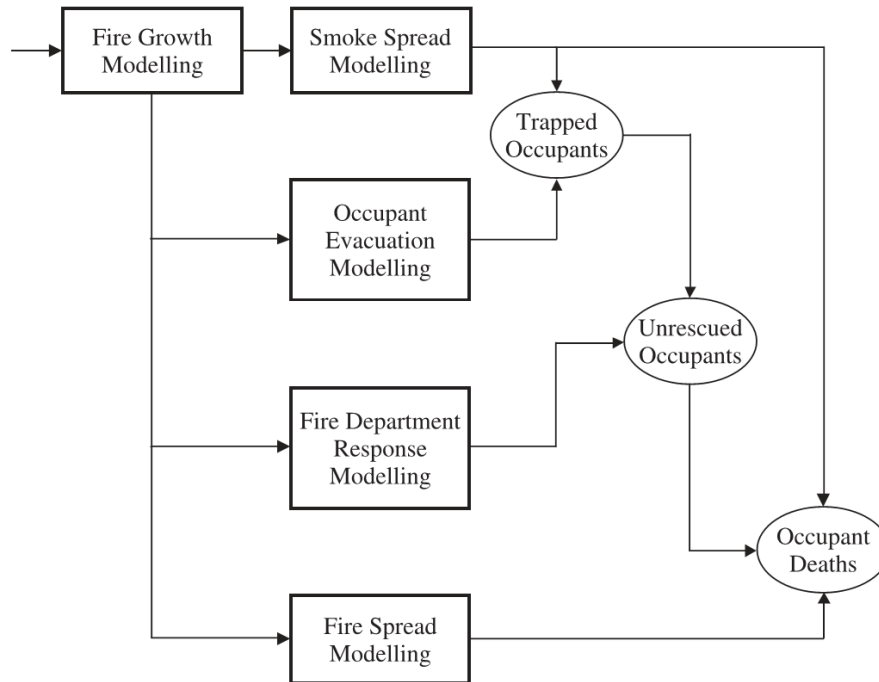 Fire Growth
Modelling
Smoke Spread
Modelling
Trapped
Occupants
Occupant
Evacuation
Modelling
Unrescued
Occupants
Fire Department
Response
Modelling
Occupant
Deaths
Fire Spread
Modelling